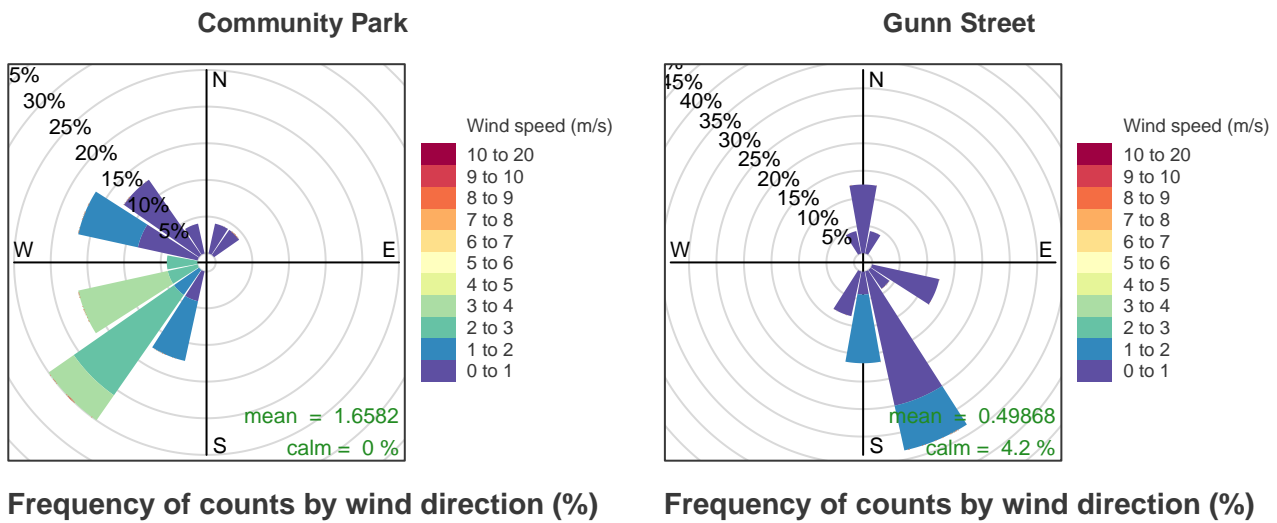 Community Park
5%
30%
25%
20%
15%
10%
5%
N
W
E
S
mean = 1.6582
calm = 0 %
Wind speed (m/s)
10 to 20
9 to 10
8 to 9
7 to 8
6 to 7
5 to 6
4 to 5
3 to 4
2 to 3
1 to 2
0 to 1
Frequency of counts by wind direction (%)
Gunn Street
45%
40%
35%
30%
25%
20%
15%
10%
5%
N
W
E
S
mean = 0.49868
calm = 4.2 %
Wind speed (m/s)
10 to 20
9 to 10
8 to 9
7 to 8
6 to 7
5 to 6
4 to 5
3 to 4
2 to 3
1 to 2
0 to 1
Frequency of counts by wind direction (%)